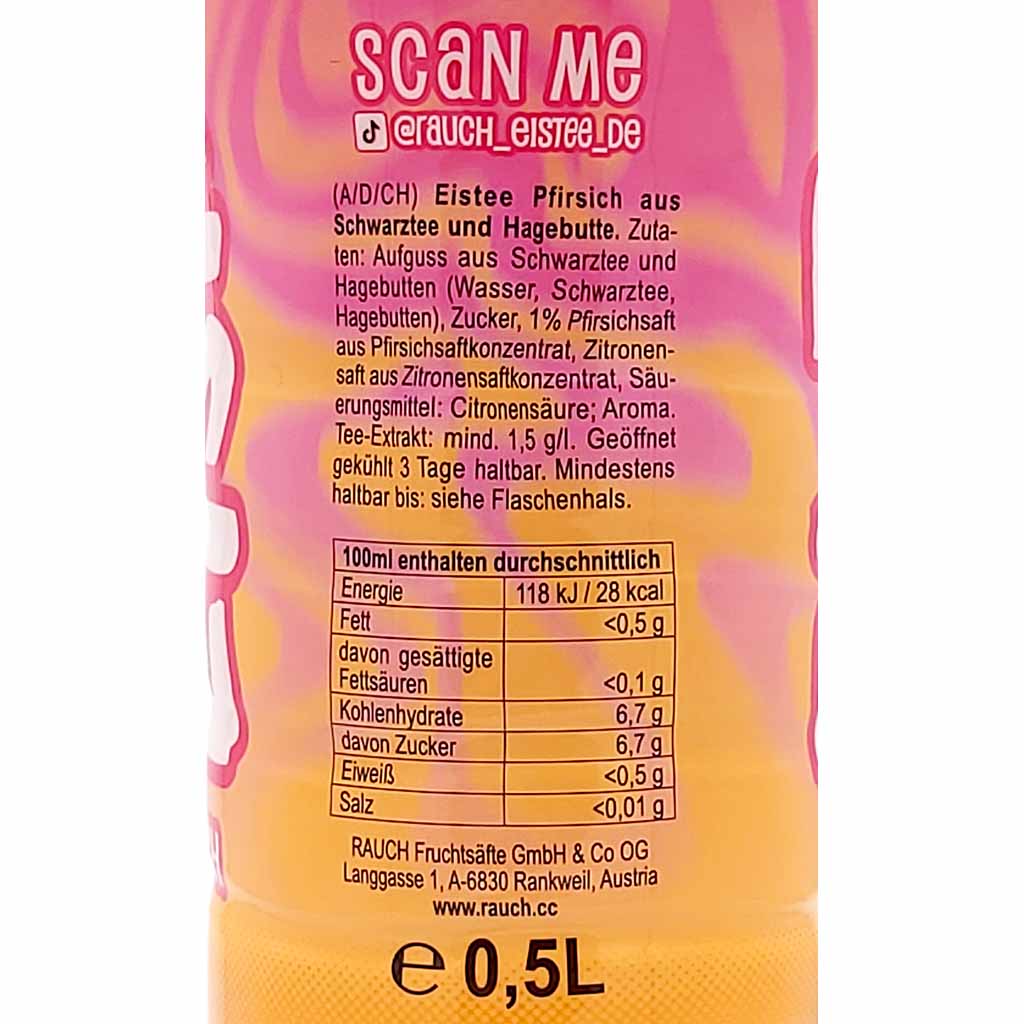 SCAN ME
@RAUCH_EISTEE_DE
(A/D/CH) Eistee Pfirsich aus
Schwarztee und Hagebutte. Zuta-
ten: Aufguss aus Schwarztee und
Hagebutten (Wasser, Schwarztee,
Hagebutten), Zucker, 1% Pfirsichsaft
aus Pfirsichsaftkonzentrat, Zitronen-
saft aus Zitronensaftkonzentrat, Säu-
erungsmittel: Citronensäure; Aroma.
Tee-Extrakt: mind. 1,5 g/l. Geöffnet
gekühlt 3 Tage haltbar. Mindestens
haltbar bis: siehe Flaschenhals.
100ml enthalten durchschnittlich
Energie 118 kJ / 28 kcal
Fett <0,5 g
davon gesättigte
Fettsäuren <0,1 g
Kohlenhydrate 6,7 g
davon Zucker 6,7 g
Eiweiß <0,5 g
Salz <0,01 g
RAUCH Fruchtsäfte GmbH & Co OG
Langgasse 1, A-6830 Rankweil, Austria
www.rauch.cc
℮ 0,5L